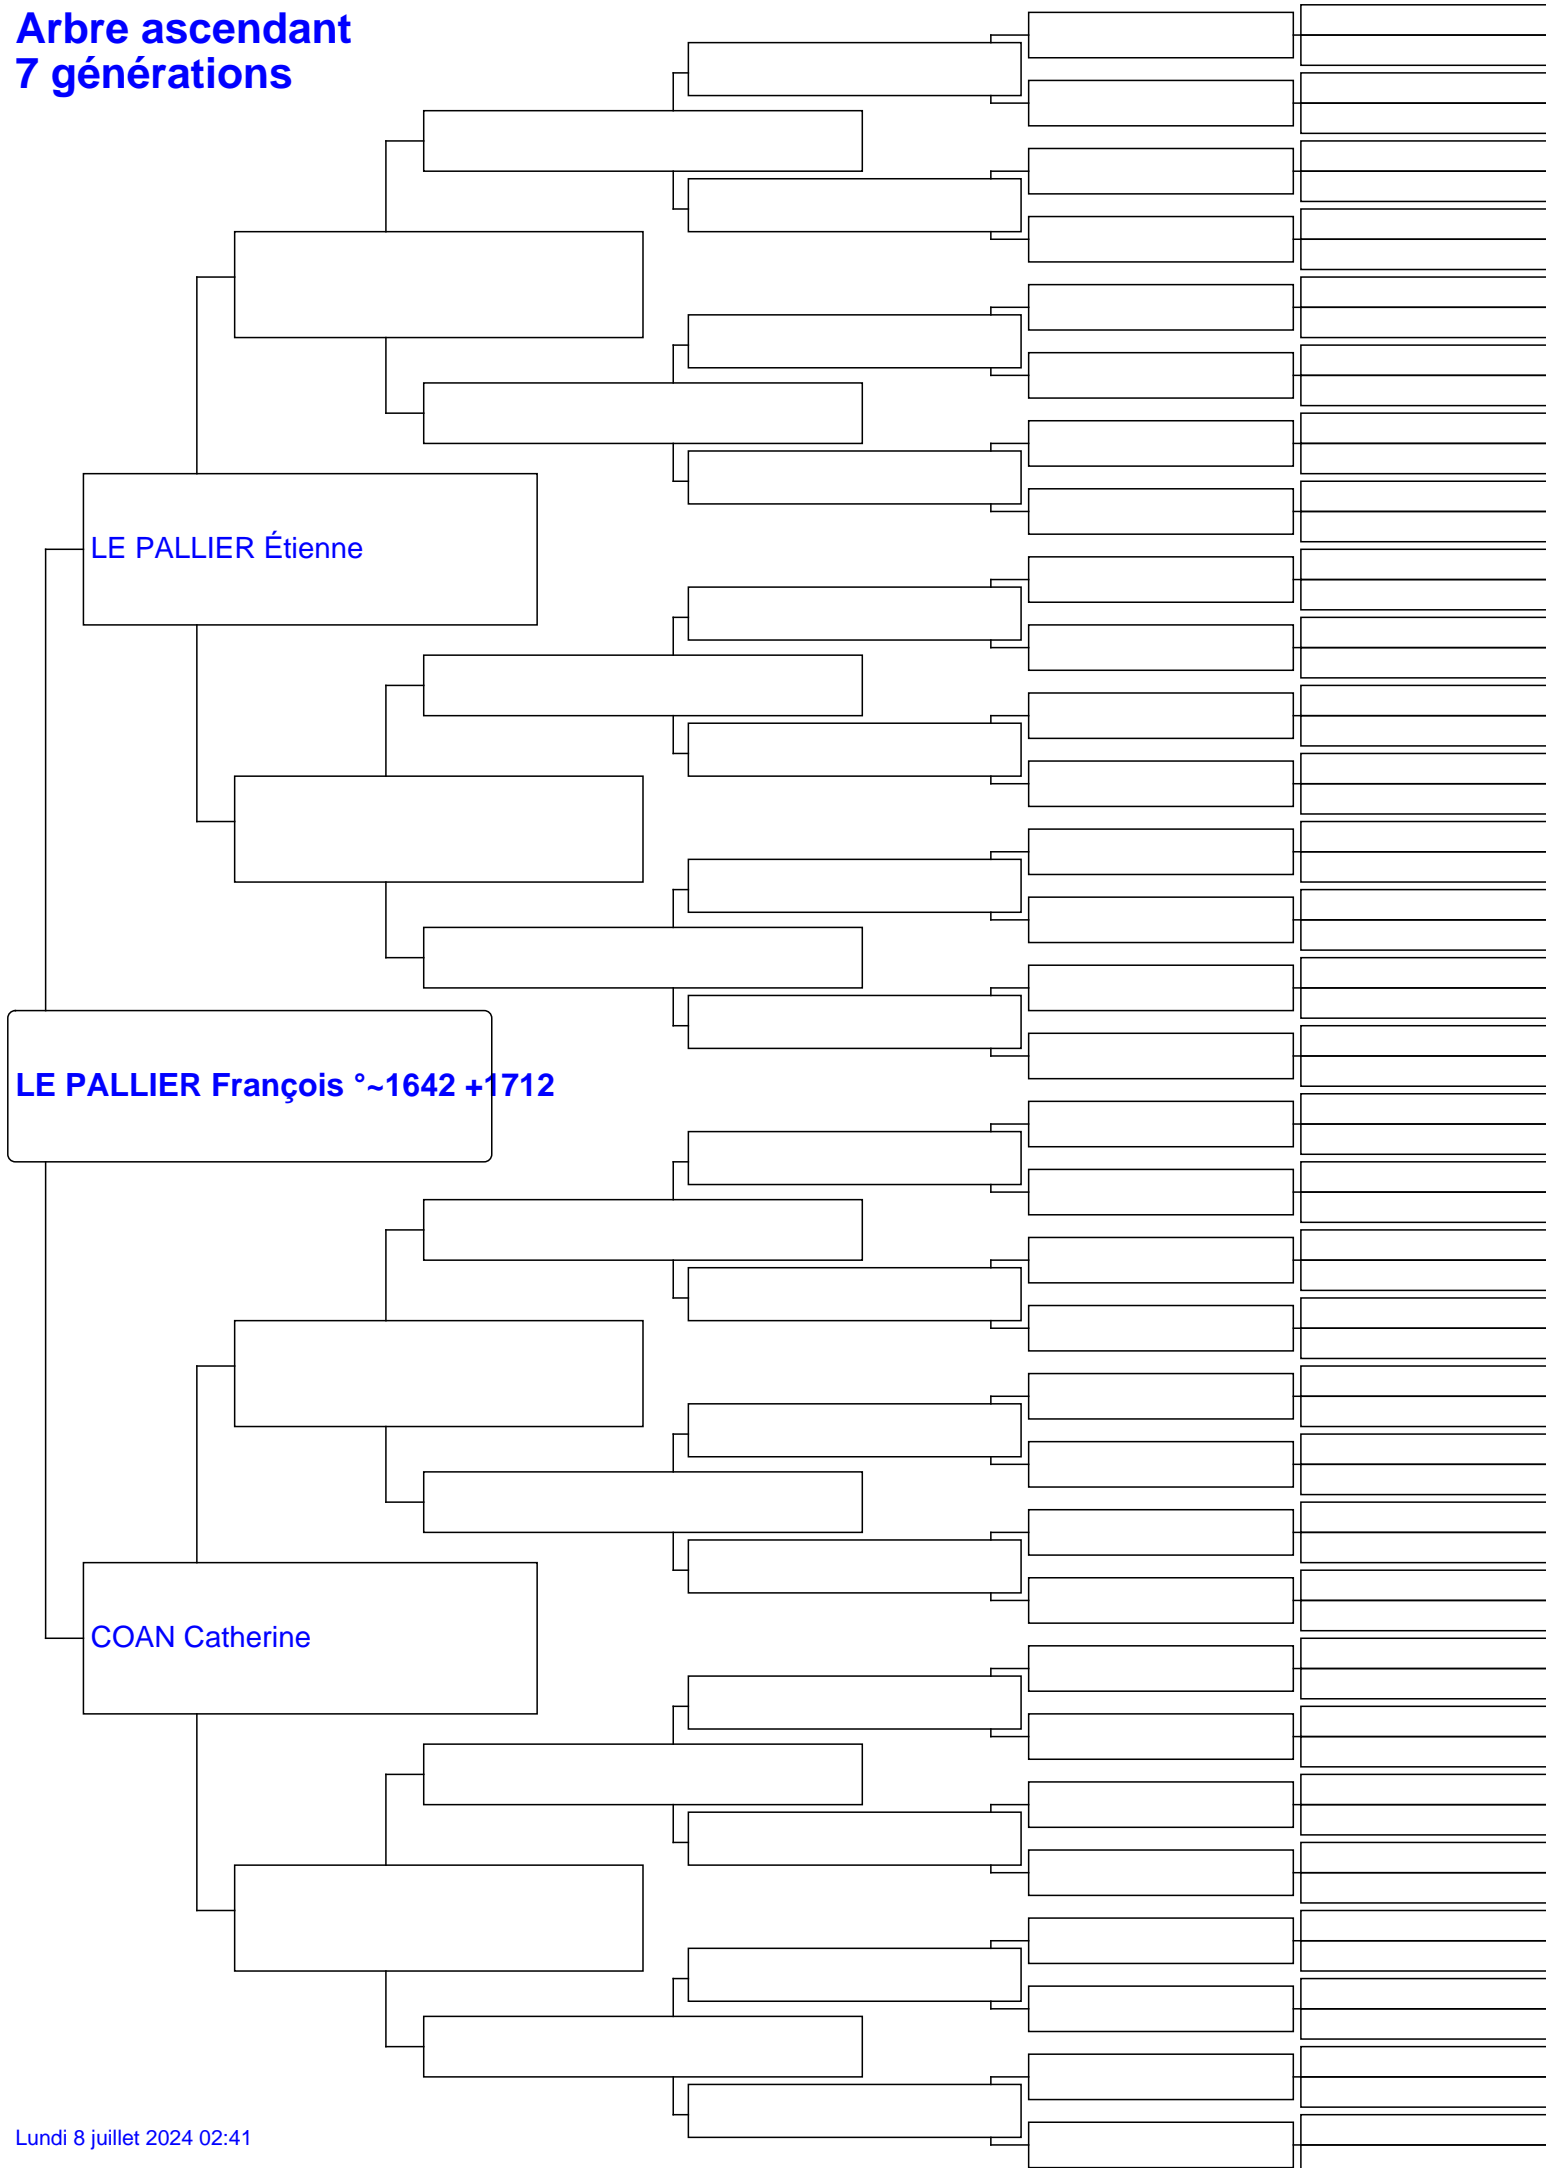 Arbre ascendant
7 générations
LE PALLIER Étienne
LE PALLIER François °~1642 +1712
COAN Catherine
Lundi 8 juillet 2024 02:41